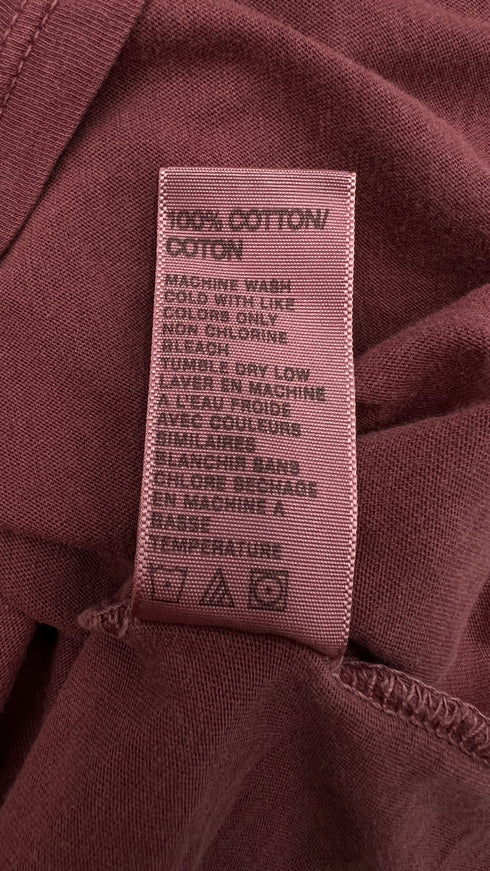 100% COTTON/
COTON
MACHINE WASH
COLD WITH LIKE
COLORS ONLY
NON CHLORINE
BLEACH
TUMBLE DRY LOW
LAVER EN MACHINE
A L'EAU FROIDE
AVEC COULEURS
SIMILAIRES
BLANCHIR SANS
CHLORE SECHAGE
EN MACHINE A
BASSE
TEMPERATURE